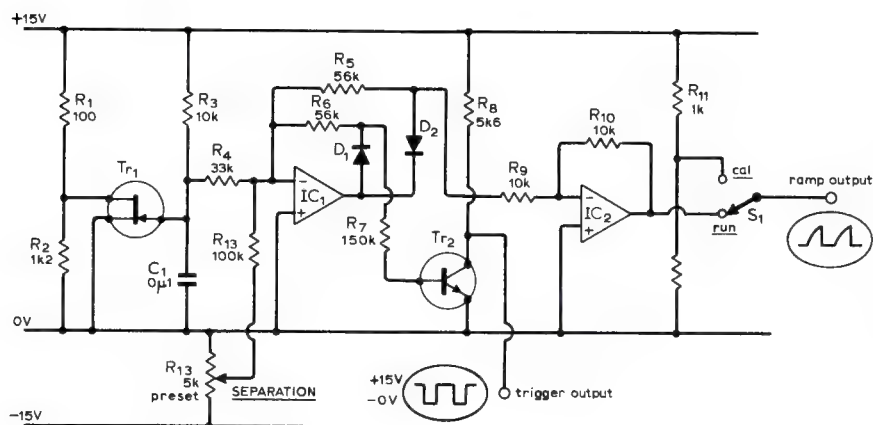 +15V
R1
100
R3
10k
R5
56k
R6
56k
D1
D2
R8
5k6
R11
1k
R10
10k
Tr1
R4
33k
IC1
R9
10k
IC2
cal
run
S1
ramp output
R2
1k2
C1
0µ1
R13
100k
R7
150k
Tr2
0V
R13
5k
preset
SEPARATION
+15V
-0V
trigger output
-15V